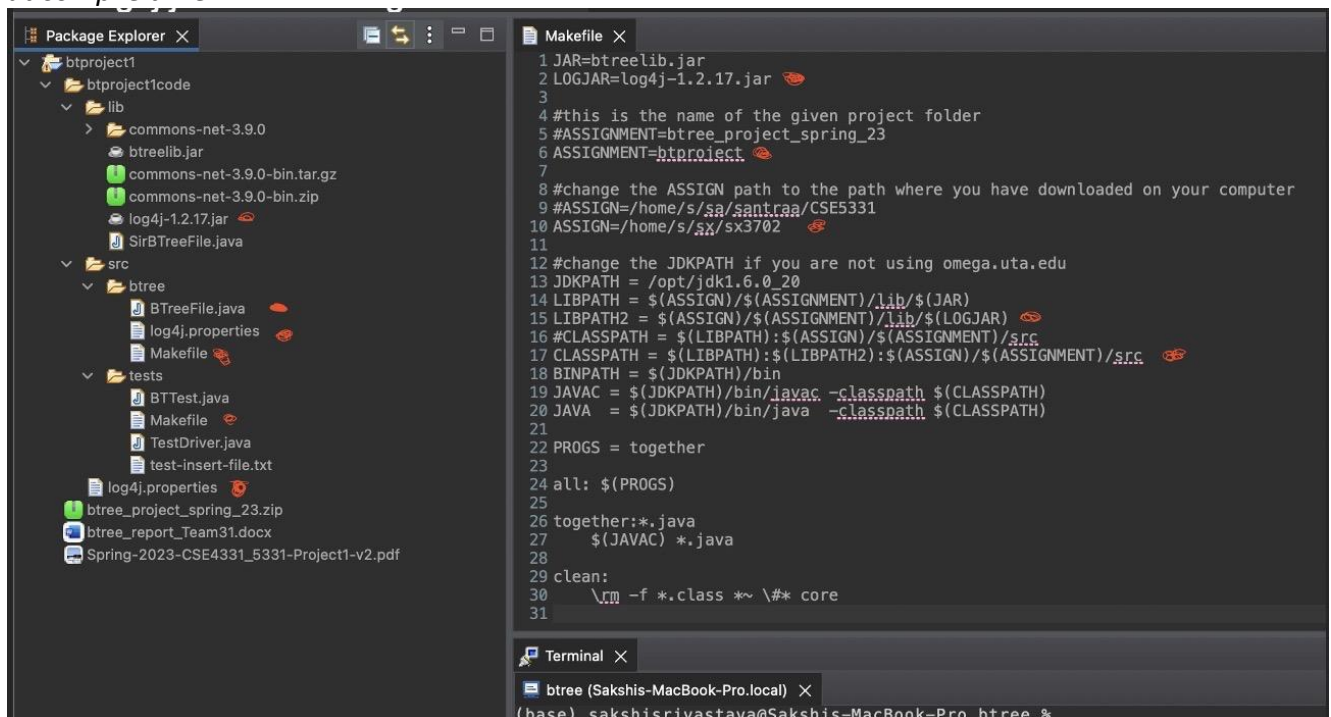 Package Explorer
btproject1
btproject1code
lib
commons-net-3.9.0
btreelib.jar
commons-net-3.9.0-bin.tar.gz
commons-net-3.9.0-bin.zip
log4j-1.2.17.jar
SirBTreeFile.java
src
btree
BTreeFile.java
log4j.properties
Makefile
tests
BTTest.java
Makefile
TestDriver.java
test-insert-file.txt
log4j.properties
btree_project_spring_23.zip
btree_report_Team31.docx
Spring-2023-CSE4331_5331-Project1-v2.pdf
Makefile
1 JAR=btreelib.jar
2 LOGJAR=log4j-1.2.17.jar
3
4 #this is the name of the given project folder
5 #ASSIGNMENT=btree_project_spring_23
6 ASSIGNMENT=btproject
7
8 #change the ASSIGN path to the path where you have downloaded on your computer
9 #ASSIGN=/home/s/sa/santraa/CSE5331
10 ASSIGN=/home/s/sx/sx3702
11
12 #change the JDKPATH if you are not using omega.uta.edu
13 JDKPATH = /opt/jdk1.6.0_20
14 LIBPATH = $(ASSIGN)/$(ASSIGNMENT)/lib/$(JAR)
15 LIBPATH2 = $(ASSIGN)/$(ASSIGNMENT)/lib/$(LOGJAR)
16 #CLASSPATH = $(LIBPATH):$(ASSIGN)/$(ASSIGNMENT)/src
17 CLASSPATH = $(LIBPATH):$(LIBPATH2):$(ASSIGN)/$(ASSIGNMENT)/src
18 BINPATH = $(JDKPATH)/bin
19 JAVAC = $(JDKPATH)/bin/javac -classpath $(CLASSPATH)
20 JAVA = $(JDKPATH)/bin/java -classpath $(CLASSPATH)
21
22 PROGS = together
23
24 all: $(PROGS)
25
26 together:*.java
27 $(JAVAC) *.java
28
29 clean:
30 \rm -f *.class *~ \#* core
31
Terminal
btree (Sakshis-MacBook-Pro.local)
(base) sakshisrivastava@Sakshis-MacBook-Pro btree %